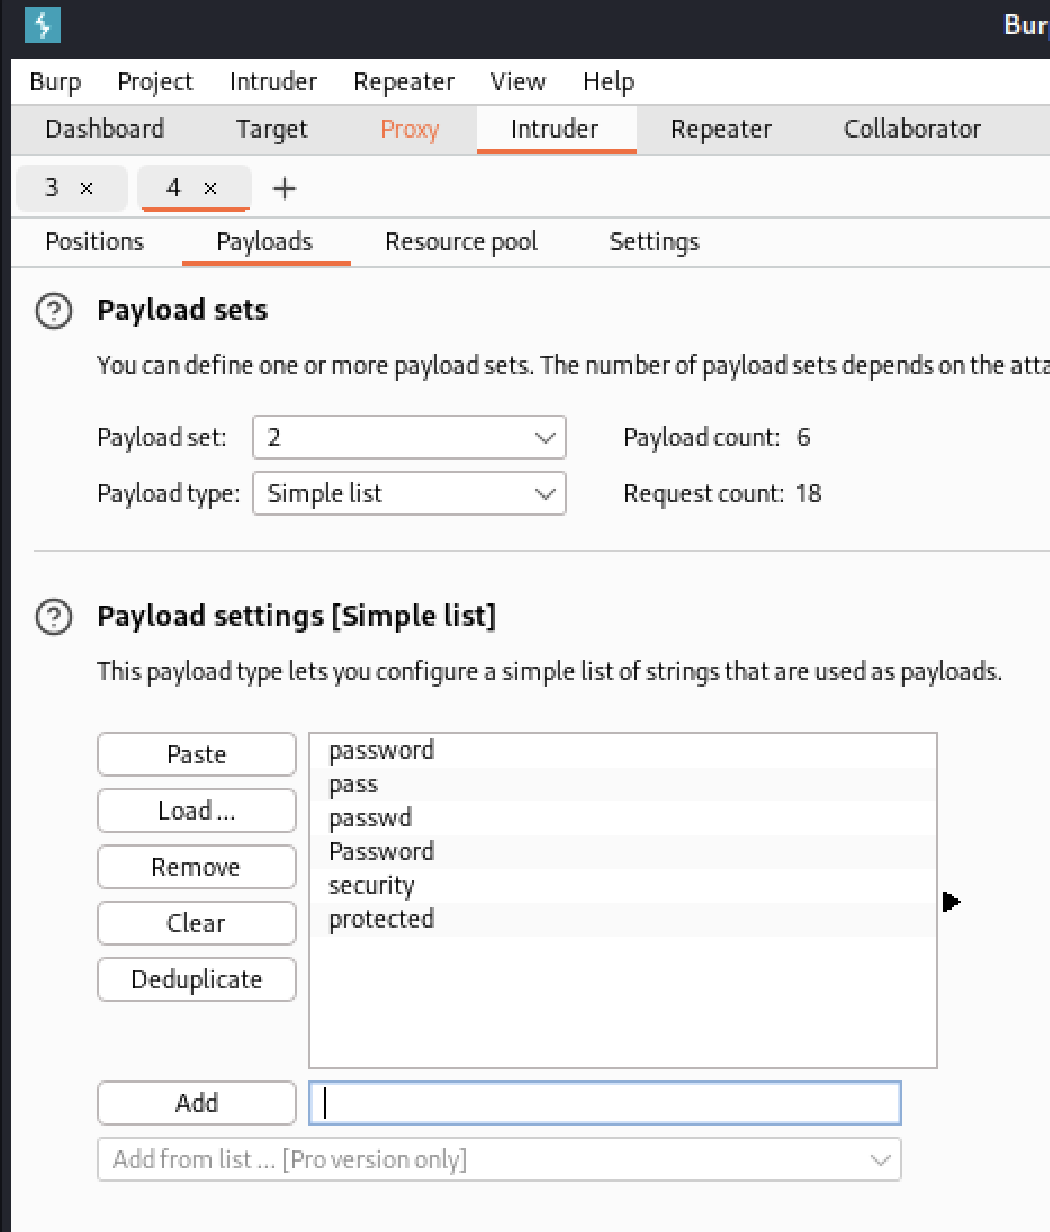 Bur
Burp Project Intruder Repeater View Help
Dashboard Target Proxy Intruder Repeater Collaborator
3 × 4 × +
Positions Payloads Resource pool Settings
? Payload sets
You can define one or more payload sets. The number of payload sets depends on the atta
Payload set: 2 Payload count: 6
Payload type: Simple list Request count: 18
? Payload settings [Simple list]
This payload type lets you configure a simple list of strings that are used as payloads.
Paste
Load ...
Remove
Clear
Deduplicate
password
pass
passwd
Password
security
protected
Add
Add from list ... [Pro version only]